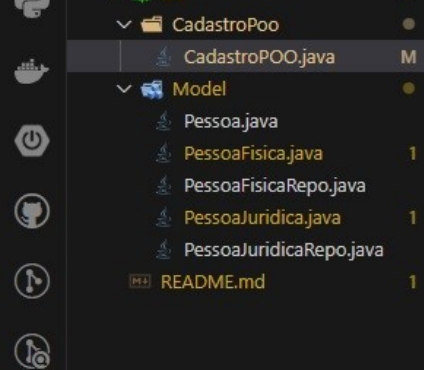 CadastroPoo
CadastroPOO.java M
Model
Pessoa.java
PessoaFisica.java 1
PessoaFisicaRepo.java
PessoaJuridica.java 1
PessoaJuridicaRepo.java
README.md 1